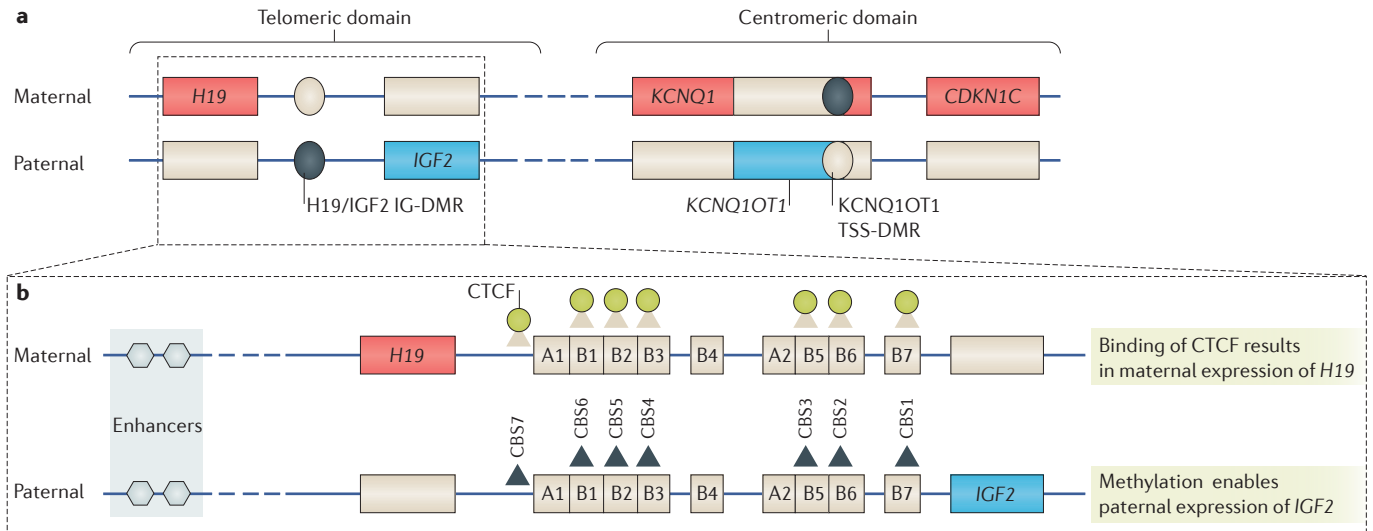 a
Telomeric domain
Centromeric domain
Maternal
H19
KCNQ1
CDKN1C
Paternal
IGF2
H19/IGF2 IG-DMR
KCNQ1OT1
KCNQ1OT1
TSS-DMR
b
CTCF
Maternal
H19
A1 B1 B2 B3 B4 A2 B5 B6 B7
Binding of CTCF results
in maternal expression of H19
Enhancers
CBS7
CBS6
CBS5
CBS4
CBS3
CBS2
CBS1
Paternal
A1 B1 B2 B3 B4 A2 B5 B6 B7
IGF2
Methylation enables
paternal expression of IGF2